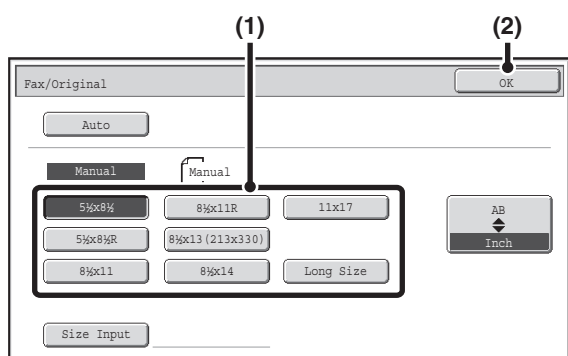 (1) (2)
Fax/Original OK
Auto
Manual Manual
5½x8½ 8½x11R 11x17
5½x8½R 8½x13(213x330)
8½x11 8½x14 Long Size
AB
Inch
Size Input